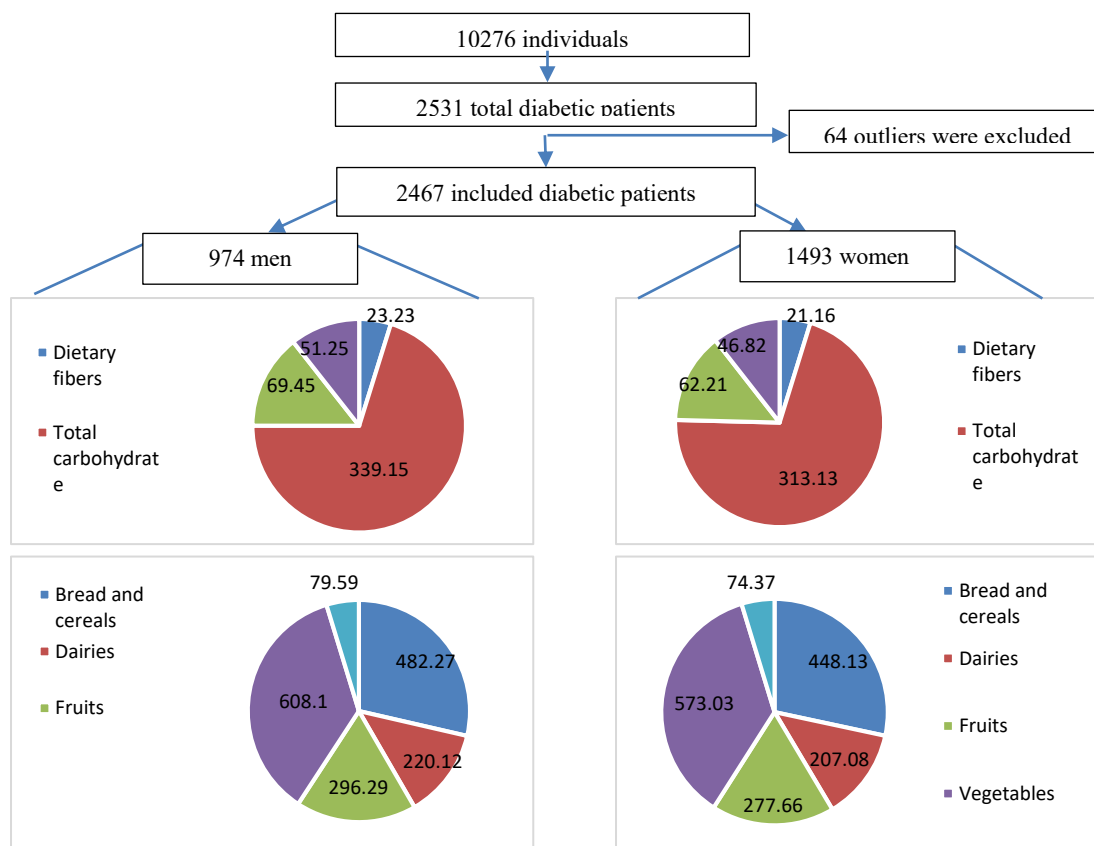 10276 individuals
2531 total diabetic patients
64 outliers were excluded
2467 included diabetic patients
974 men
1493 women
Dietary
fibers
Total
carbohydrat
e
23.23
51.25
69.45
339.15
21.16
46.82
62.21
313.13
Dietary
fibers
Total
carbohydrat
e
Bread and
cereals
Dairies
Fruits
79.59
482.27
608.1
220.12
296.29
74.37
448.13
573.03
207.08
277.66
Bread and
cereals
Dairies
Fruits
Vegetables